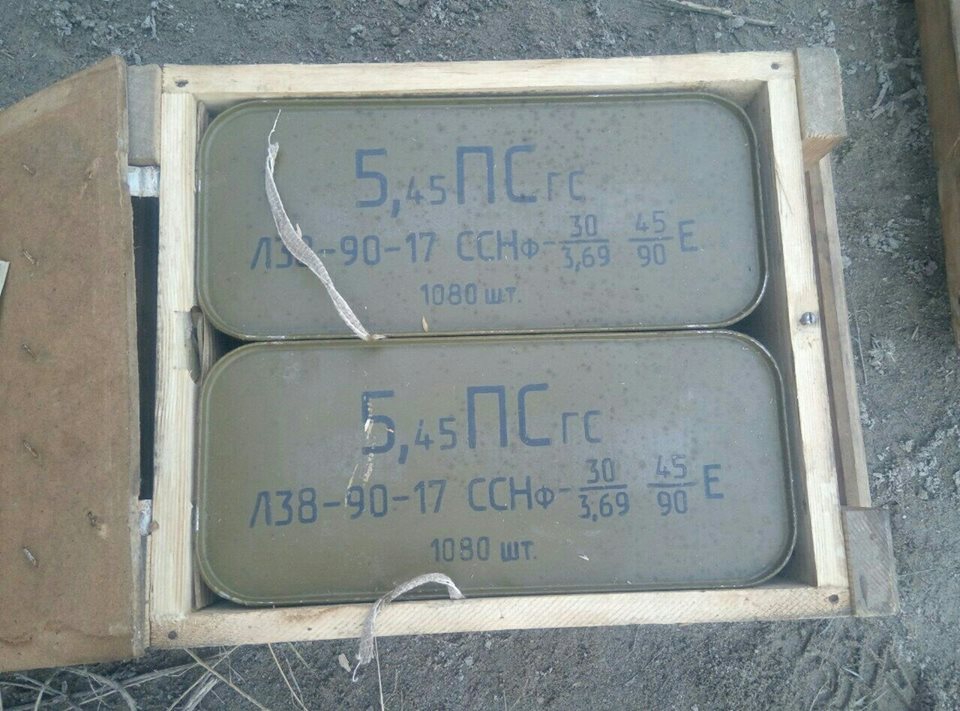 5,45 ПС гс
Л38-90-17 ССНф-30/3,69 45/90 Е
1080 шт.
5,45 ПС гс
Л38-90-17 ССНф-30/3,69 45/90 Е
1080 шт.